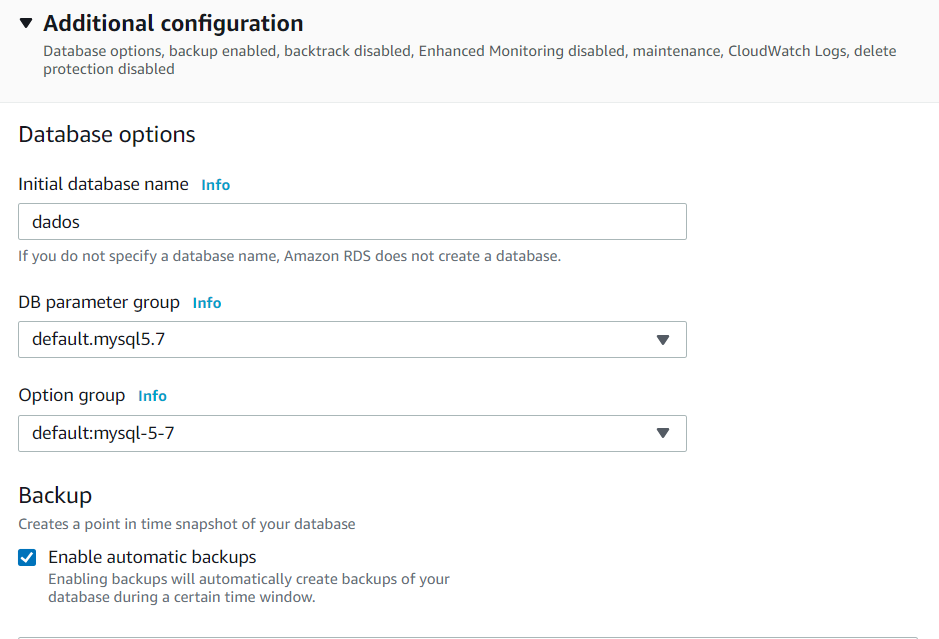 Additional configuration
Database options, backup enabled, backtrack disabled, Enhanced Monitoring disabled, maintenance, CloudWatch Logs, delete
protection disabled
Database options
Initial database name Info
dados
If you do not specify a database name, Amazon RDS does not create a database.
DB parameter group Info
default.mysql5.7
Option group Info
default:mysql-5-7
Backup
Creates a point in time snapshot of your database
Enable automatic backups
Enabling backups will automatically create backups of your
database during a certain time window.